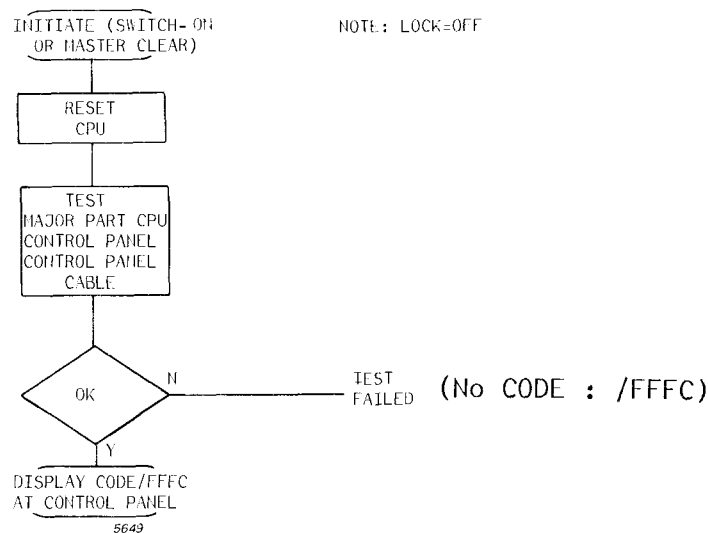 INITIATE (SWITCH-ON
OR MASTER CLEAR)
NOTE: LOCK=OFF
RESET
CPU
TEST
MAJOR PART CPU
CONTROL PANEL
CONTROL PANEL
CABLE
OK
N
TEST
FAILED
(No CODE : /FFFC)
Y
DISPLAY CODE/FFFC
AT CONTROL PANEL
5649